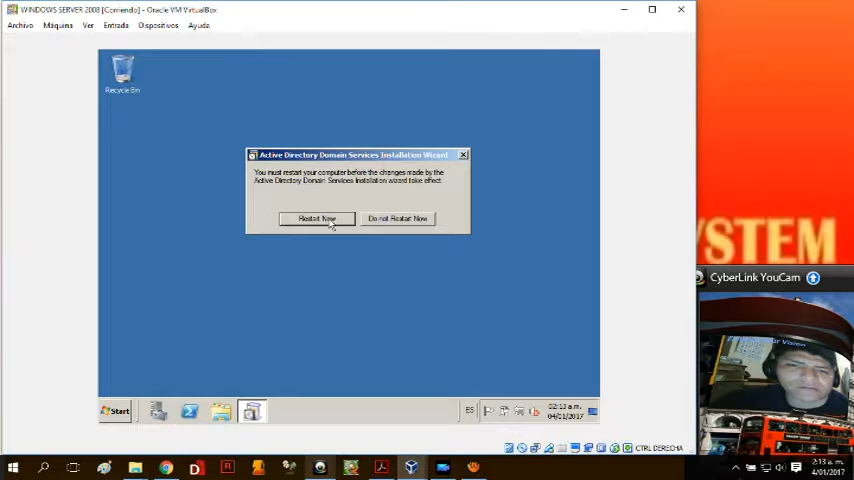 WINDOWS SERVER 2008 [Corriendo] - Oracle VM VirtualBox
Archivo Máquina Ver Entrada Dispositivos Ayuda
Recycle Bin
Active Directory Domain Services Installation Wizard
You must restart your computer before the changes made by the
Active Directory Domain Services Installation wizard take effect.
Restart Now
Do not Restart Now
YSTEM
CyberLink YouCam
Vision
Start
ES
02:13 a.m.
04/01/2017
CTRL DERECHA
2:13 a. m.
4/01/2017